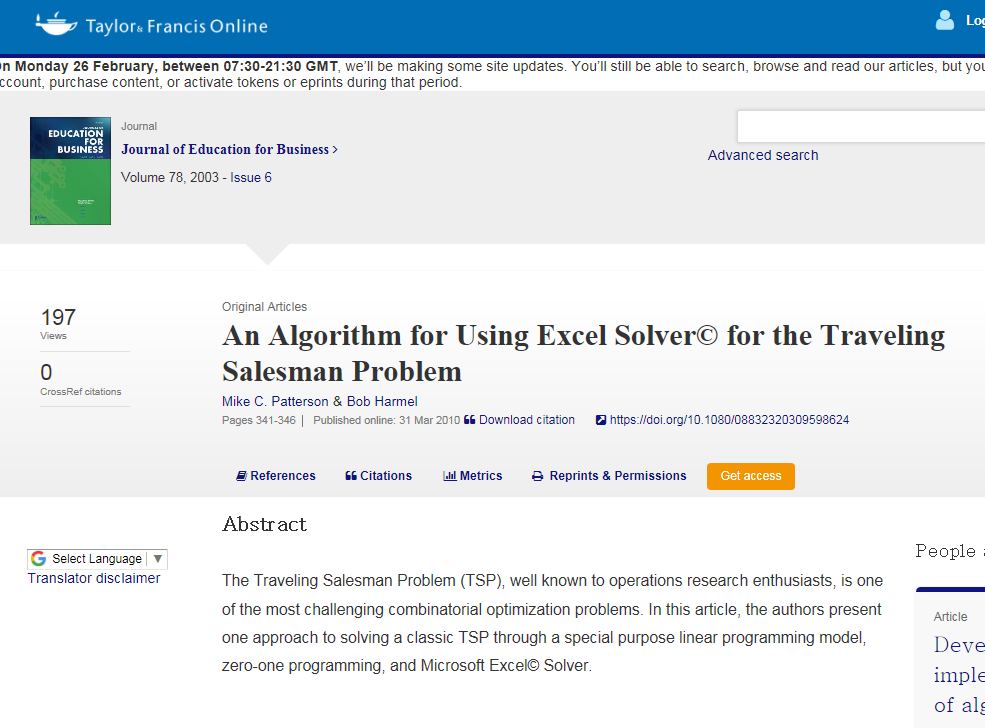 Taylor & Francis Online
Log
n Monday 26 February, between 07:30-21:30 GMT, we'll be making some site updates. You'll still be able to search, browse and read our articles, but you
ccount, purchase content, or activate tokens or eprints during that period.
EDUCATION
FOR
BUSINESS
Journal
Journal of Education for Business ›
Volume 78, 2003 - Issue 6
Advanced search
197
Views
0
CrossRef citations
Original Articles
An Algorithm for Using Excel Solver© for the Traveling
Salesman Problem
Mike C. Patterson & Bob Harmel
Pages 341-346 | Published online: 31 Mar 2010 Download citation https://doi.org/10.1080/08832320309598624
References Citations Metrics Reprints & Permissions Get access
Select Language ▼
Translator disclaimer
Abstract
The Traveling Salesman Problem (TSP), well known to operations research enthusiasts, is one
of the most challenging combinatorial optimization problems. In this article, the authors present
one approach to solving a classic TSP through a special purpose linear programming model,
zero-one programming, and Microsoft Excel© Solver.
People a
Article
Deve
imple
of alg